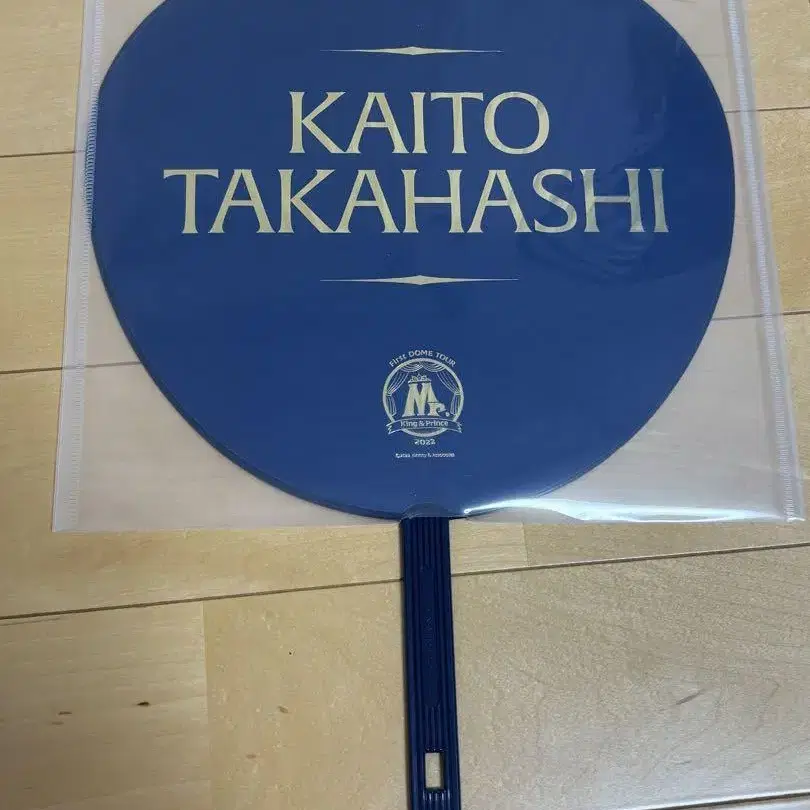 KAITO
TAKAHASHI
First DOME TOUR
Mr.
King & Prince
2022